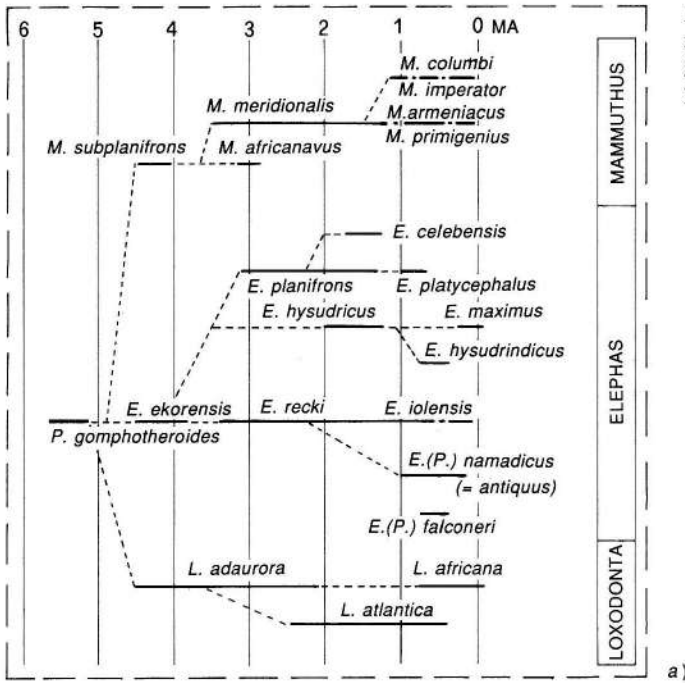 6 5 4 3 2 1 0 MA
M. columbi
M. imperator
M. meridionalis
M.armeniacus
M. primigenius
M. subplanifrons
M. africanavus
MAMMUTHUS
E. celebensis
E. planifrons
E. platycephalus
E. hysudricus
E. maximus
E. hysudrindicus
E. ekorensis
E. recki
E. iolensis
P. gomphotheroides
E.(P.) namadicus
(= antiquus)
E.(P.) falconeri
ELEPHAS
L. adaurora
L. africana
L. atlantica
LOXODONTA
a)